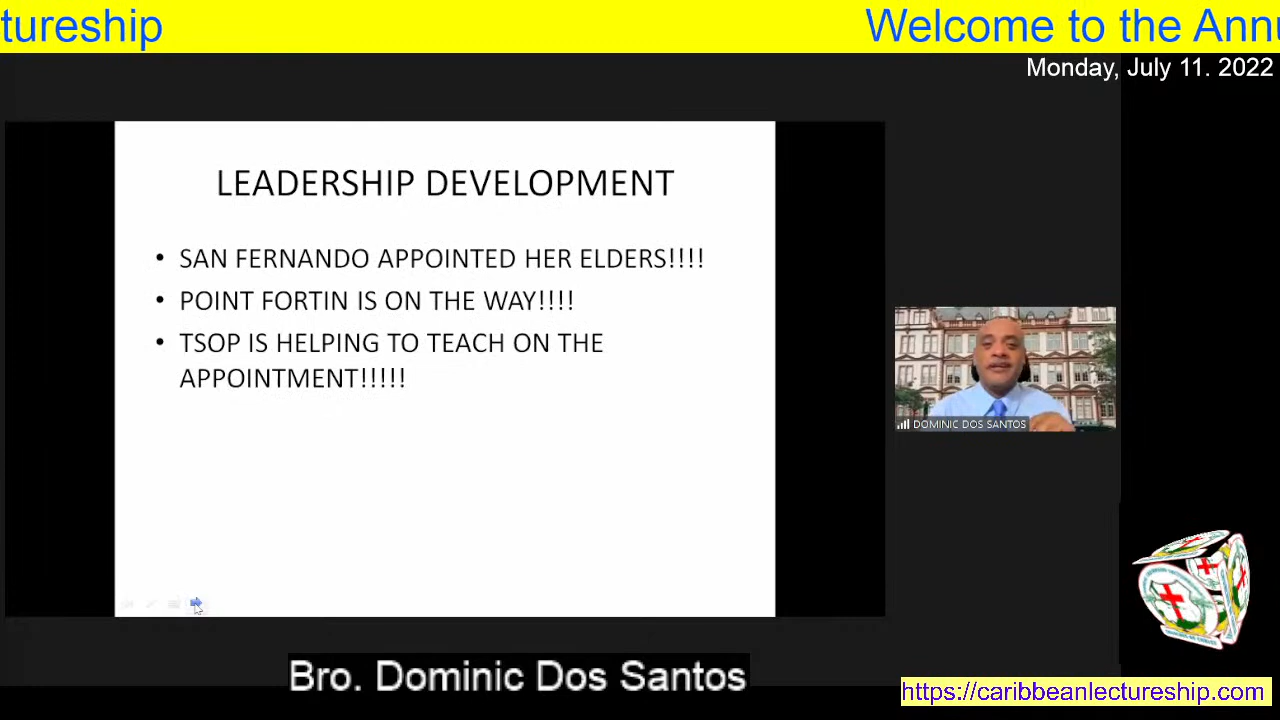 tureship Welcome to the Annu
Monday, July 11. 2022
LEADERSHIP DEVELOPMENT
• SAN FERNANDO APPOINTED HER ELDERS!!!!
• POINT FORTIN IS ON THE WAY!!!!
• TSOP IS HELPING TO TEACH ON THE
APPOINTMENT!!!!!
DOMINIC DOS SANTOS
Bro. Dominic Dos Santos
https://caribbeanlectureship.com